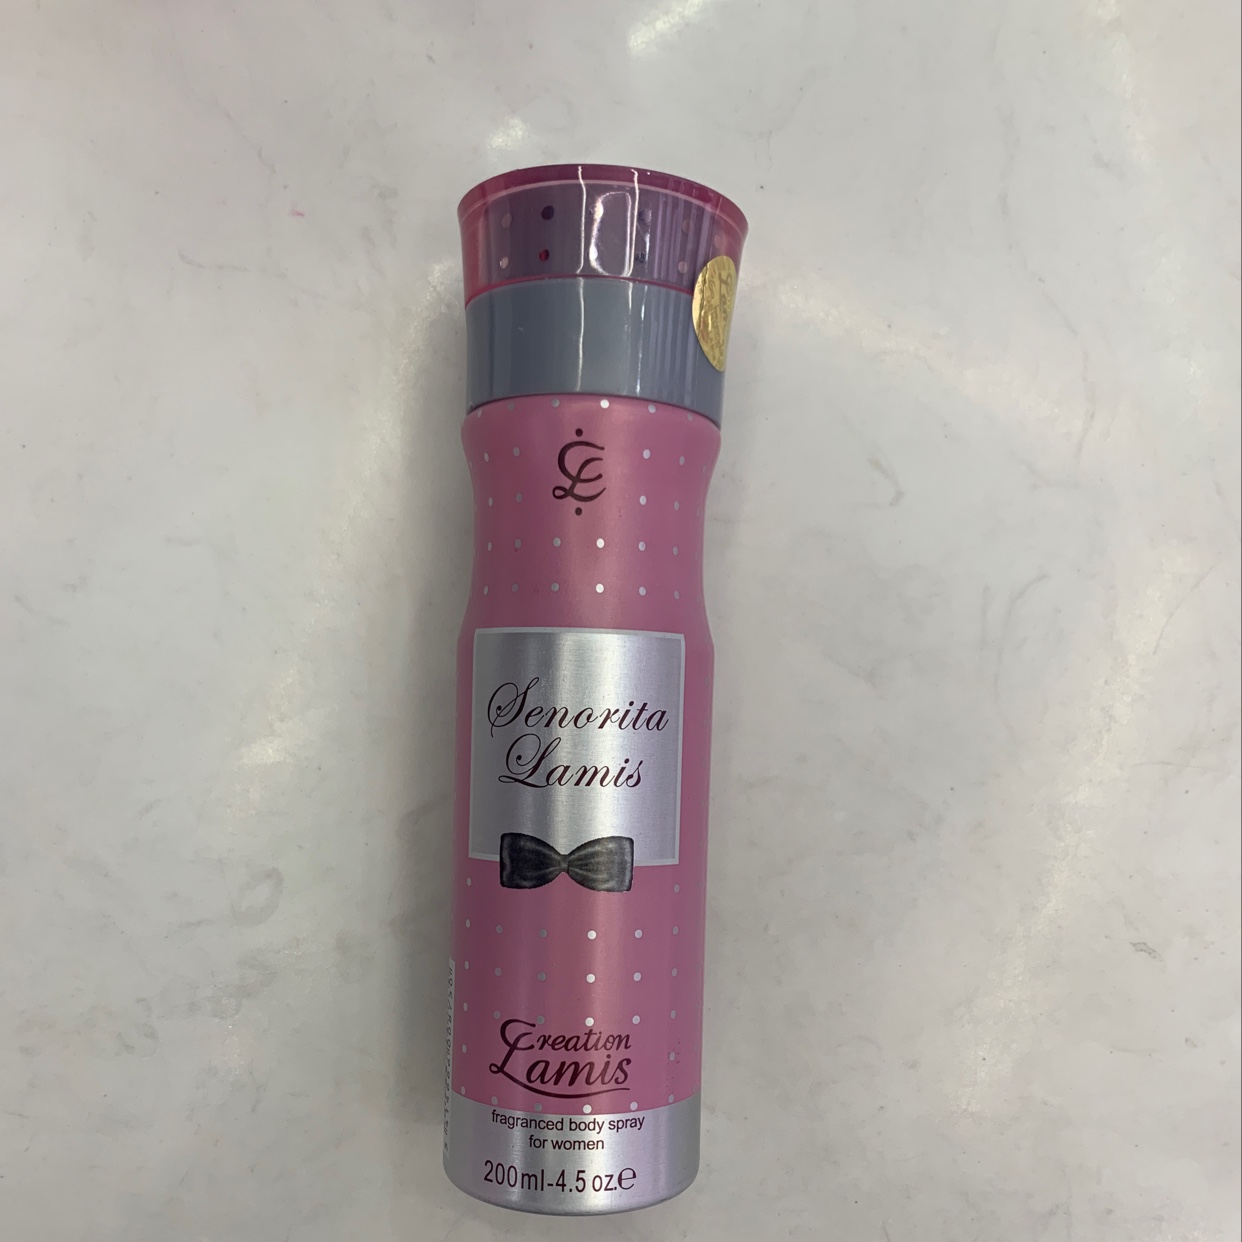 Senorita
Lamis
Creation
Lamis
fragranced body spray
for women
200ml-4.5 oz.e